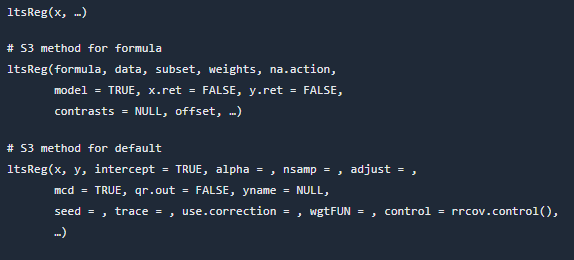 ltsReg(x, …)
# S3 method for formula
ltsReg(formula, data, subset, weights, na.action,
       model = TRUE, x.ret = FALSE, y.ret = FALSE,
       contrasts = NULL, offset, …)
# S3 method for default
ltsReg(x, y, intercept = TRUE, alpha = , nsamp = , adjust = ,
       mcd = TRUE, qr.out = FALSE, yname = NULL,
       seed = , trace = , use.correction = , wgtFUN = , control = rrcov.control(),
       …)